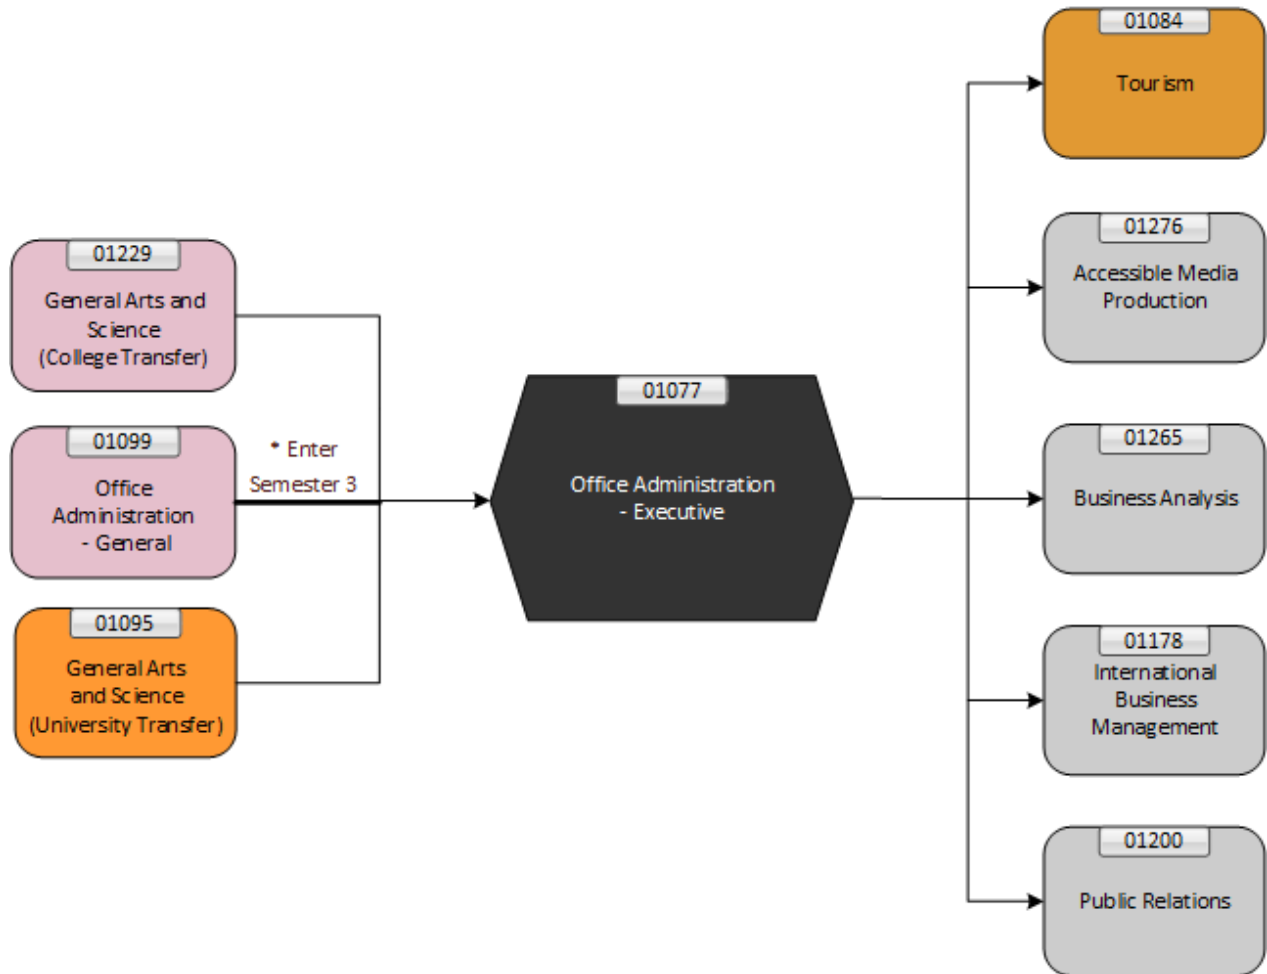 01229
General Arts and
Science
(College Transfer)
01099
Office
Administration
- General
* Enter
Semester 3
01095
General Arts
and Science
(University Transfer)
01077
Office Administration
- Executive
01084
Tourism
01276
Accessible Media
Production
01265
Business Analysis
01178
International
Business
Management
01200
Public Relations